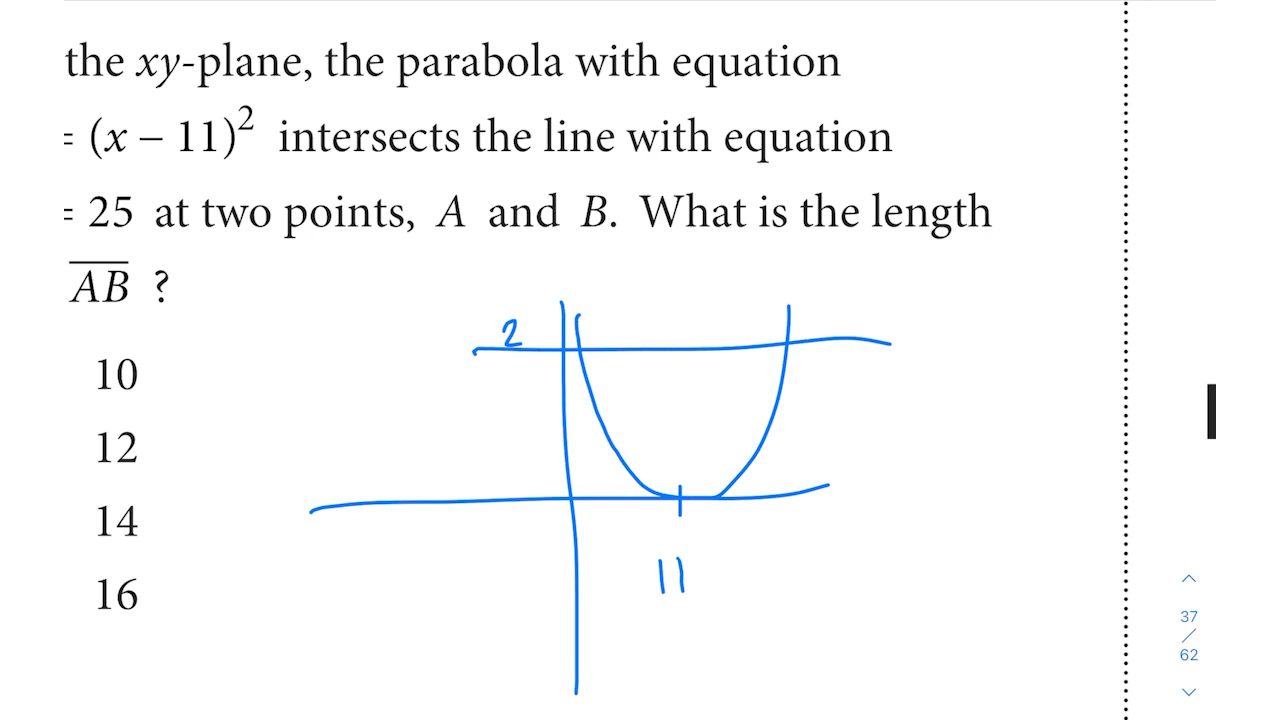 the xy-plane, the parabola with equation
= (x – 11)² intersects the line with equation
= 25 at two points, A and B. What is the length
AB ?
2
10
12
14
11
16
37
/
62